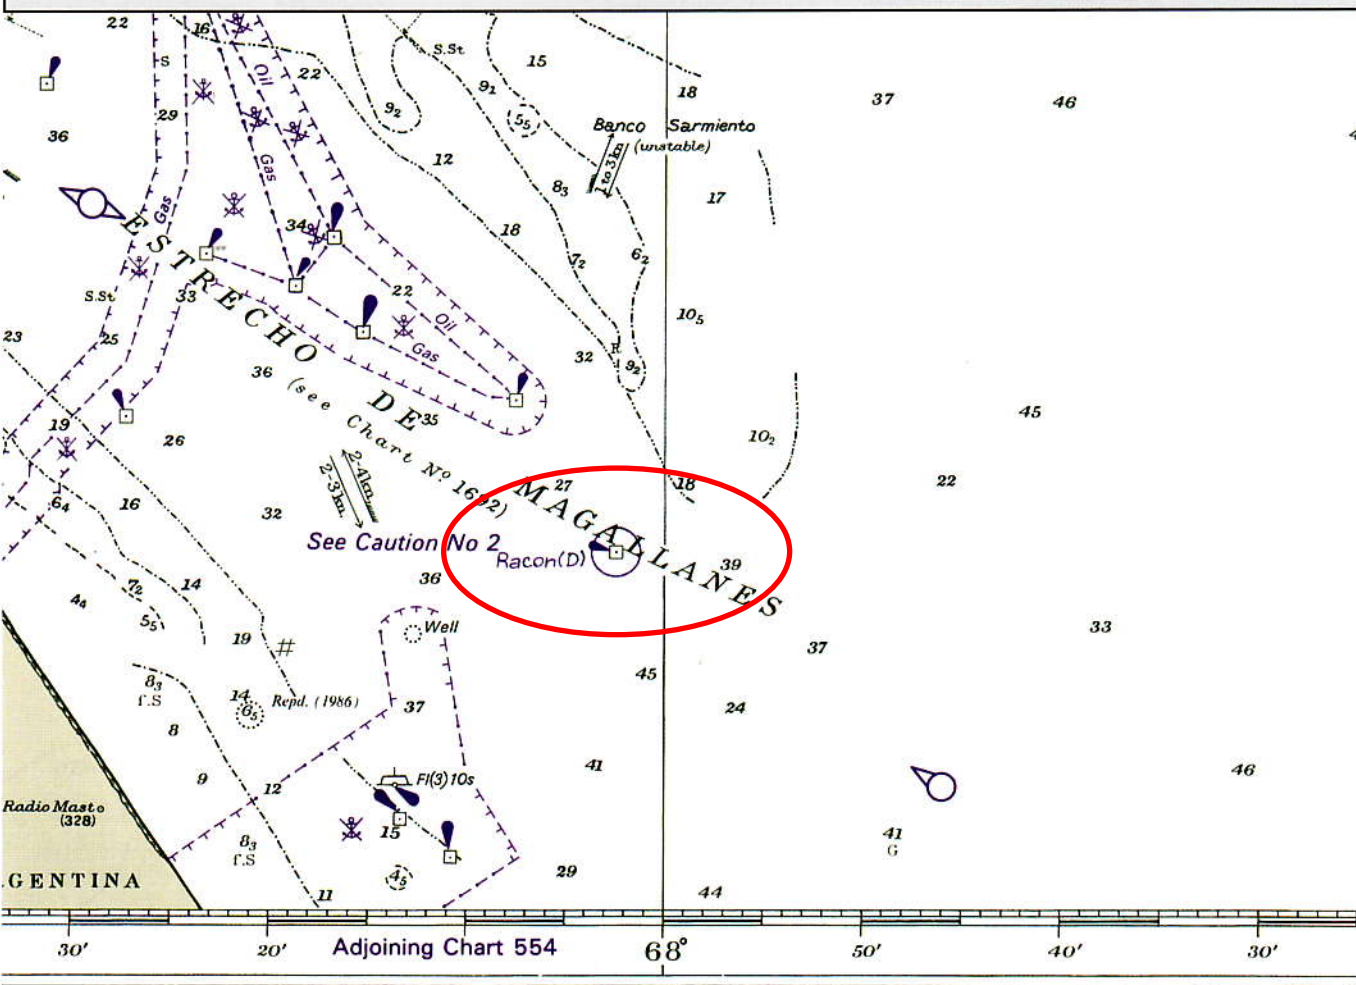 22
16
S.St
15
Oil
22
S
9₁
18
37
46
9₂
5₅
29
36
Banco Sarmiento
(unstable)
12
1 to 3 kn
Gas
8₃
17
Gas
34
18
ESTRECHO DE MAGALLANES
7₂
6₂
S.St
33
22
Oil
10₅
23
25
Gas
32
R
9₂
36
(see Chart Nº 1692)
35
45
19
26
10₂
2-4kn
2-3kn.
27
18
22
6₄
16
32
See Caution No 2
Racon(D)
39
36
7₂
14
4₄
5₅
Well
33
19
37
45
8₃
f.S
14
6₅
Repd. (1986)
37
24
8
41
46
9
12
Fl(3)10s
Radio Mast
(328)
15
41
G
8₃
f.S
4₅
29
GENTINA
11
44
30'
20'
Adjoining Chart 554
68°
50'
40'
30'